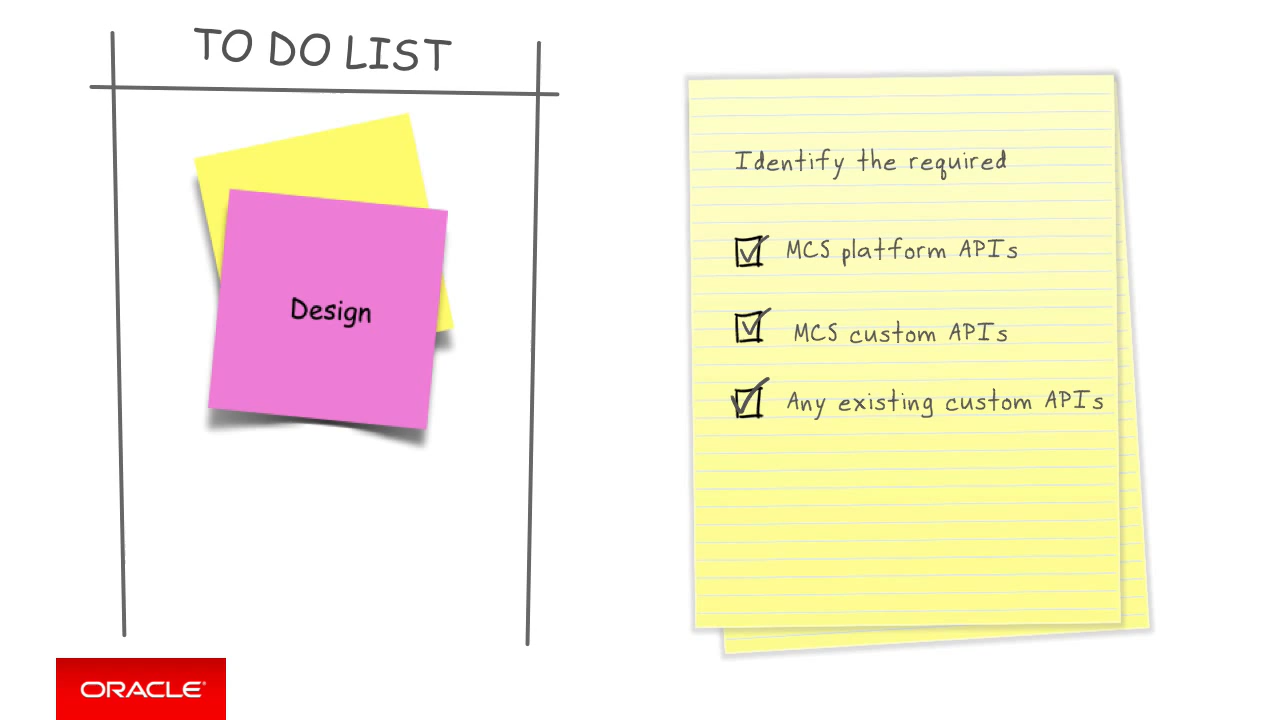 TO DO LIST
Design
Identify the required
MCS platform APIs
MCS custom APIs
Any existing custom APIs
ORACLE